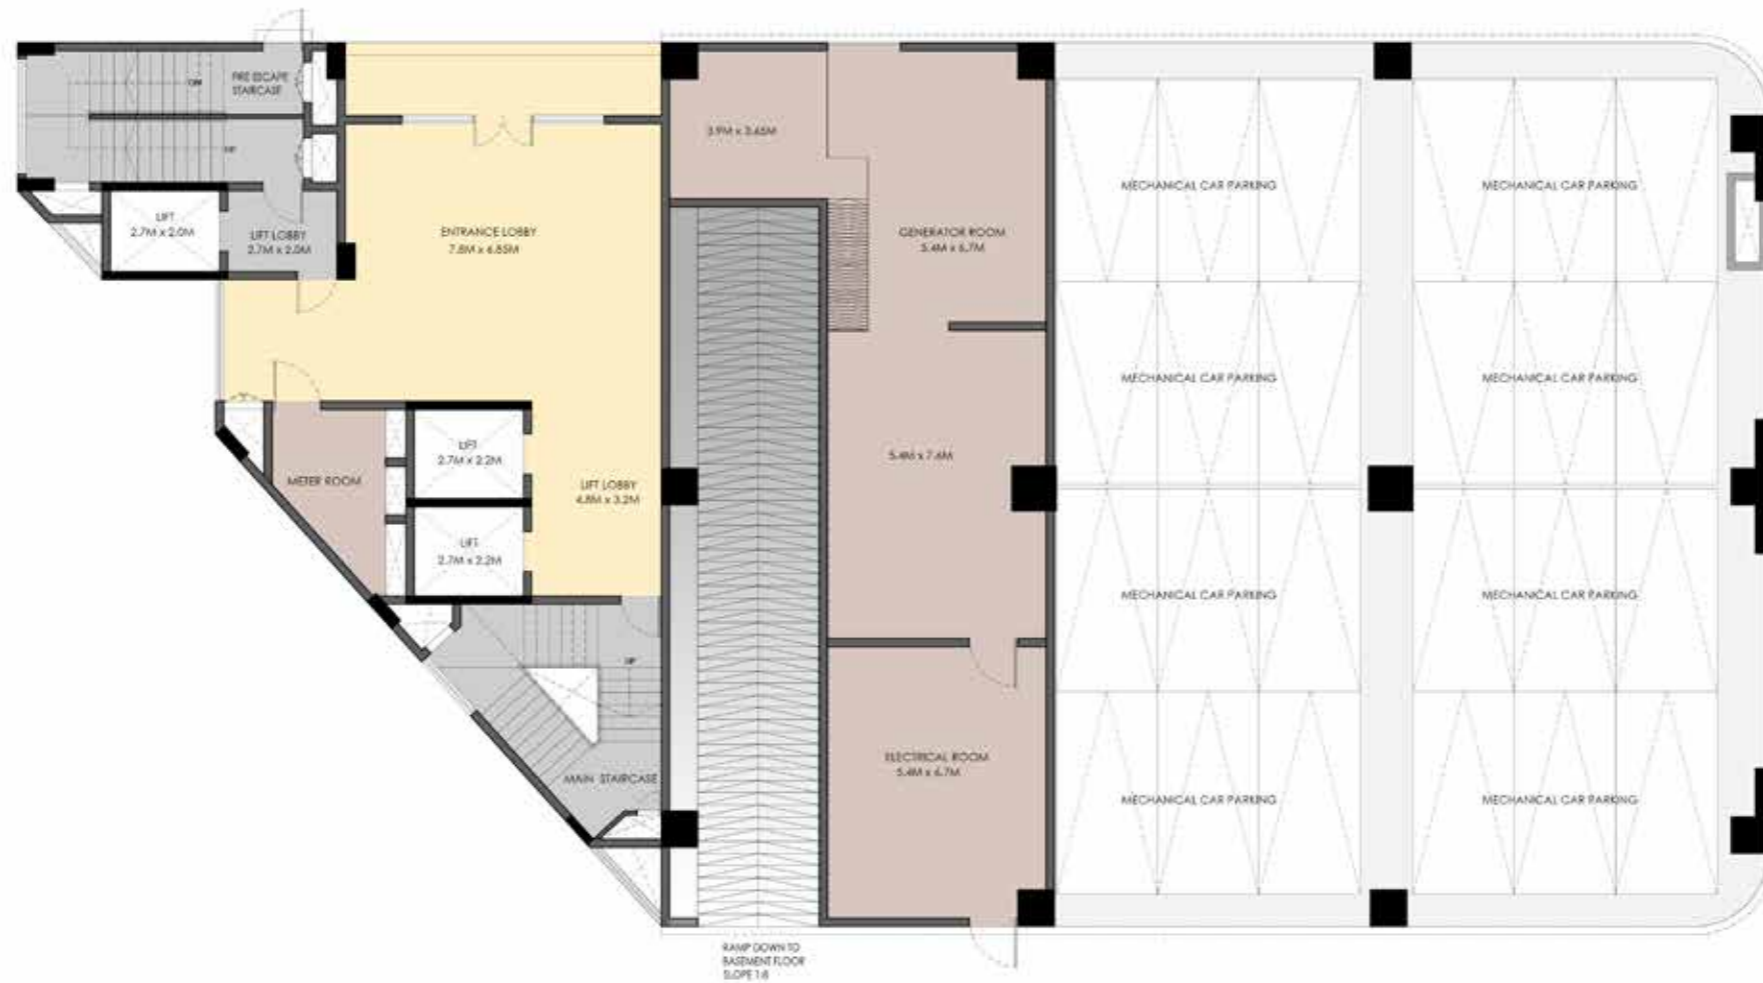 DN
FIRE ESCAPE
STAIRCASE
UP
LIFT
2.7M x 2.0M
LIFT LOBBY
2.7M x 2.0M
ENTRANCE LOBBY
7.8M x 6.85M
3.9M x 3.65M
GENERATOR ROOM
5.4M x 6.7M
MECHANICAL CAR PARKING
MECHANICAL CAR PARKING
MECHANICAL CAR PARKING
MECHANICAL CAR PARKING
METER ROOM
LIFT
2.7M x 2.2M
LIFT LOBBY
4.8M x 3.2M
LIFT
2.7M x 2.2M
5.4M x 7.6M
MECHANICAL CAR PARKING
MECHANICAL CAR PARKING
UP
MAIN STAIRCASE
ELECTRICAL ROOM
5.4M x 6.7M
MECHANICAL CAR PARKING
MECHANICAL CAR PARKING
RAMP DOWN TO
BASEMENT FLOOR
SLOPE 1:8